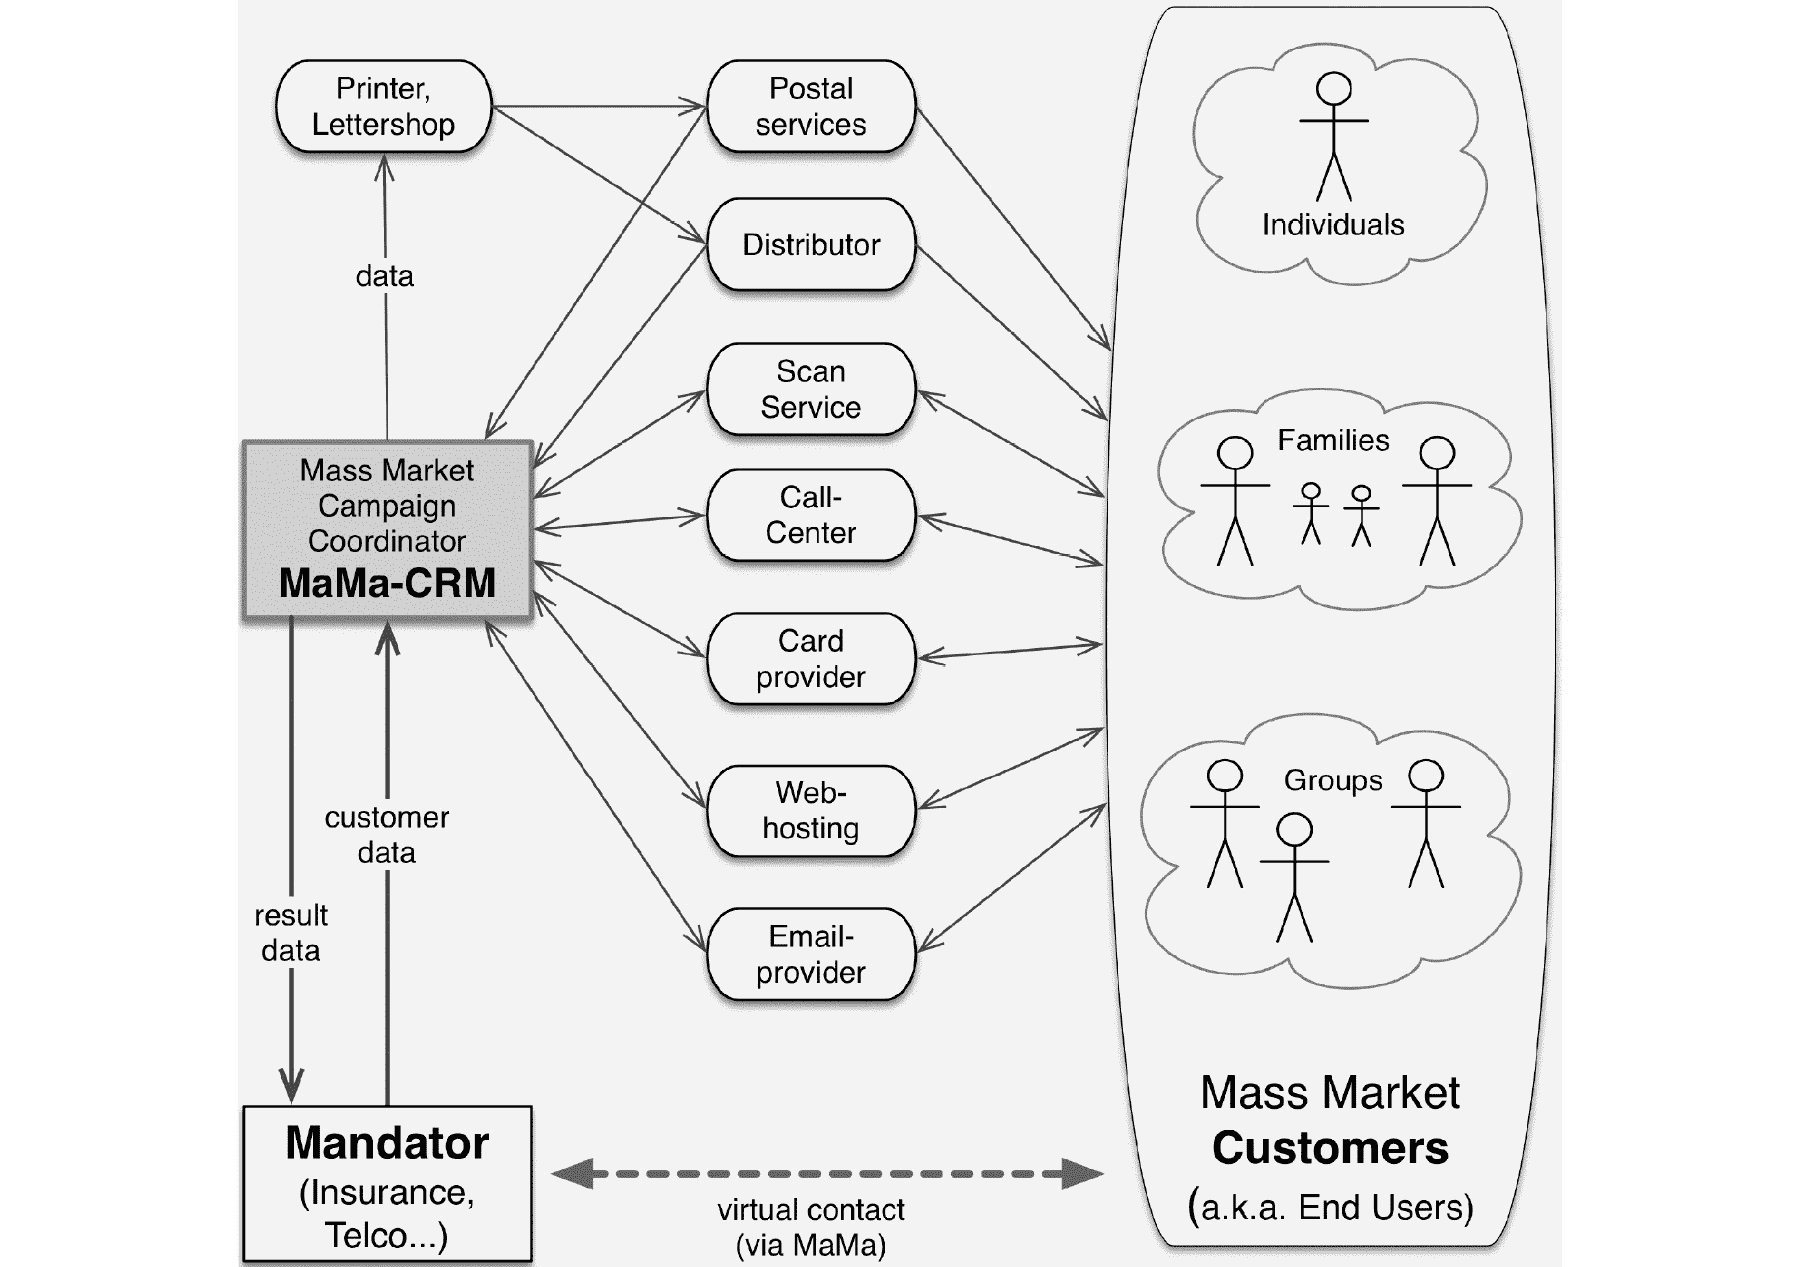 Printer,
Lettershop
Postal
services
Individuals
Distributor
data
Scan
Service
Families
Mass Market
Campaign
Coordinator
MaMa-CRM
Call-
Center
Card
provider
Web-
hosting
Groups
customer
data
result
data
Email-
provider
Mandator
(Insurance,
Telco...)
virtual contact
(via MaMa)
Mass Market
Customers
(a.k.a. End Users)